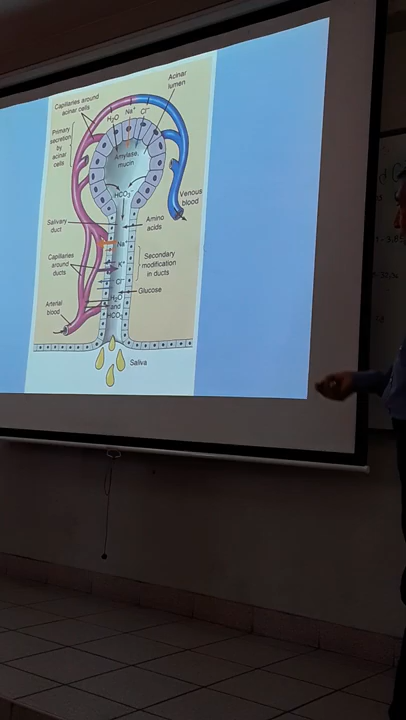 Capillaries around
acinar cells
Acinar
lumen
H₂O
Na⁺
Cl⁻
Primary
secretion
by
acinar
cells
Amylase,
mucin
HCO₃⁻
Venous
blood
Salivary
duct
Amino
acids
Na⁺
Capillaries
around
ducts
K⁺
Secondary
modification
in ducts
Cl⁻
Glucose
H₂O
and
HCO₃⁻
Arterial
blood
Saliva